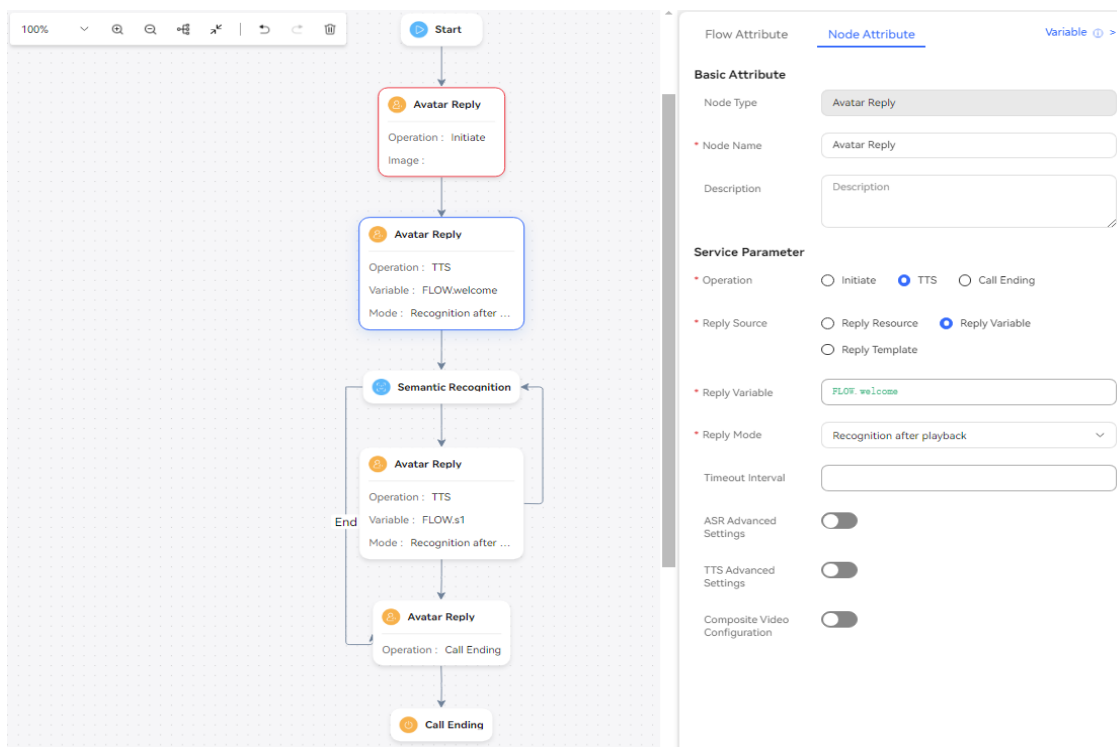 100%
Start
Avatar Reply
Operation : Initiate
Image :
Avatar Reply
Operation : TTS
Variable : FLOW.welcome
Mode : Recognition after ...
Semantic Recognition
Avatar Reply
Operation : TTS
Variable : FLOW.s1
Mode : Recognition after ...
End
Avatar Reply
Operation : Call Ending
Call Ending
Flow Attribute
Node Attribute
Variable >
Basic Attribute
Node Type
Avatar Reply
* Node Name
Avatar Reply
Description
Description
Service Parameter
* Operation
Initiate
TTS
Call Ending
* Reply Source
Reply Resource
Reply Variable
Reply Template
* Reply Variable
FLOW.welcome
* Reply Mode
Recognition after playback
Timeout Interval
ASR Advanced
Settings
TTS Advanced
Settings
Composite Video
Configuration